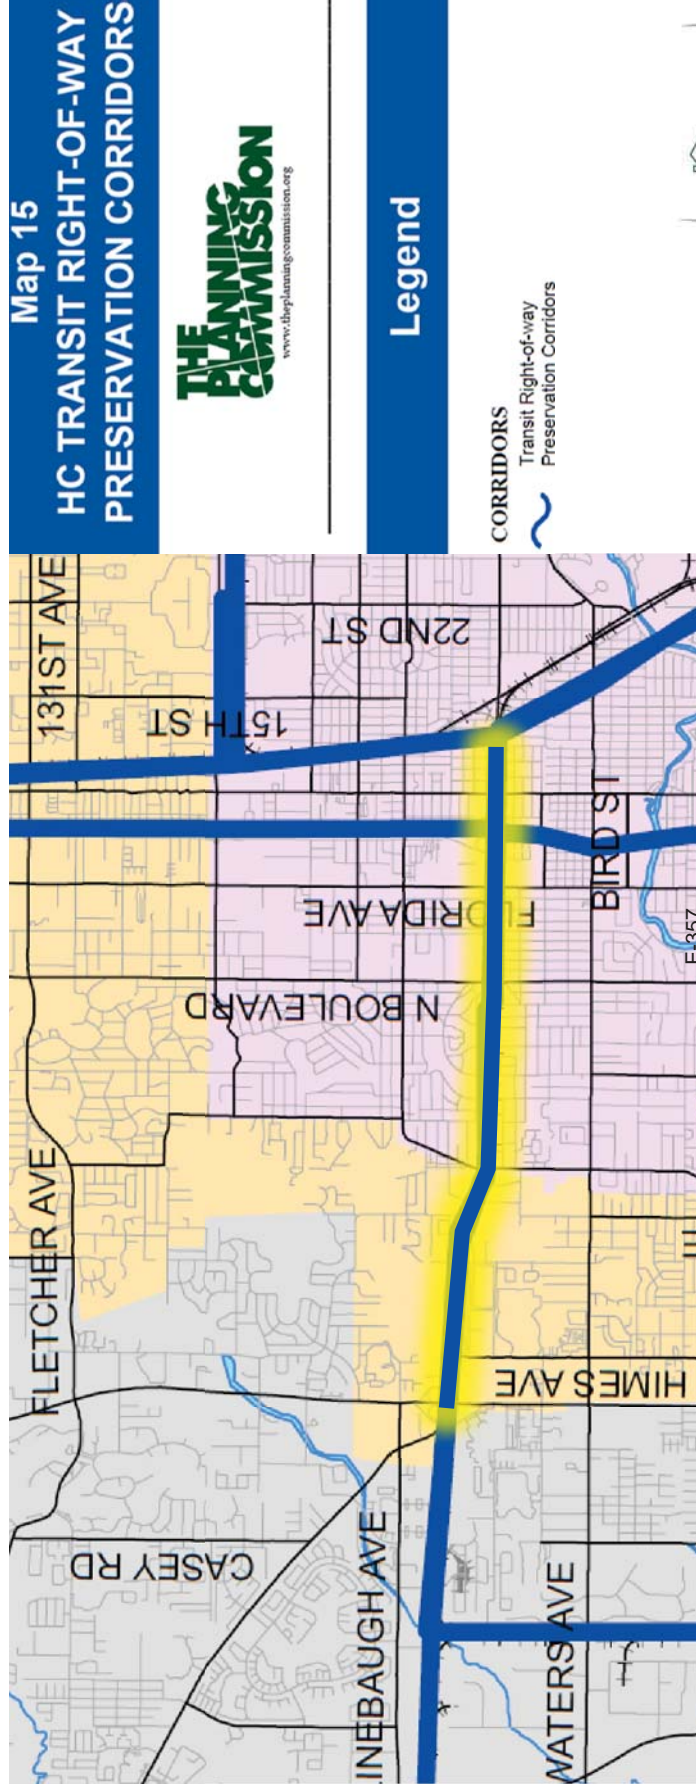 Map 15
HC TRANSIT RIGHT-OF-WAY
PRESERVATION CORRIDORS
THE
PLANNING
COMMISSION
www.theplanningcommission.org
Legend
CORRIDORS
Transit Right-of-way
Preservation Corridors
131ST AVE
FLETCHER AVE
15TH ST
22ND ST
FLORIDA AVE
N BOULEVARD
BIRD ST
HIMES AVE
CASEY RD
INEBAUGH AVE
WATERS AVE